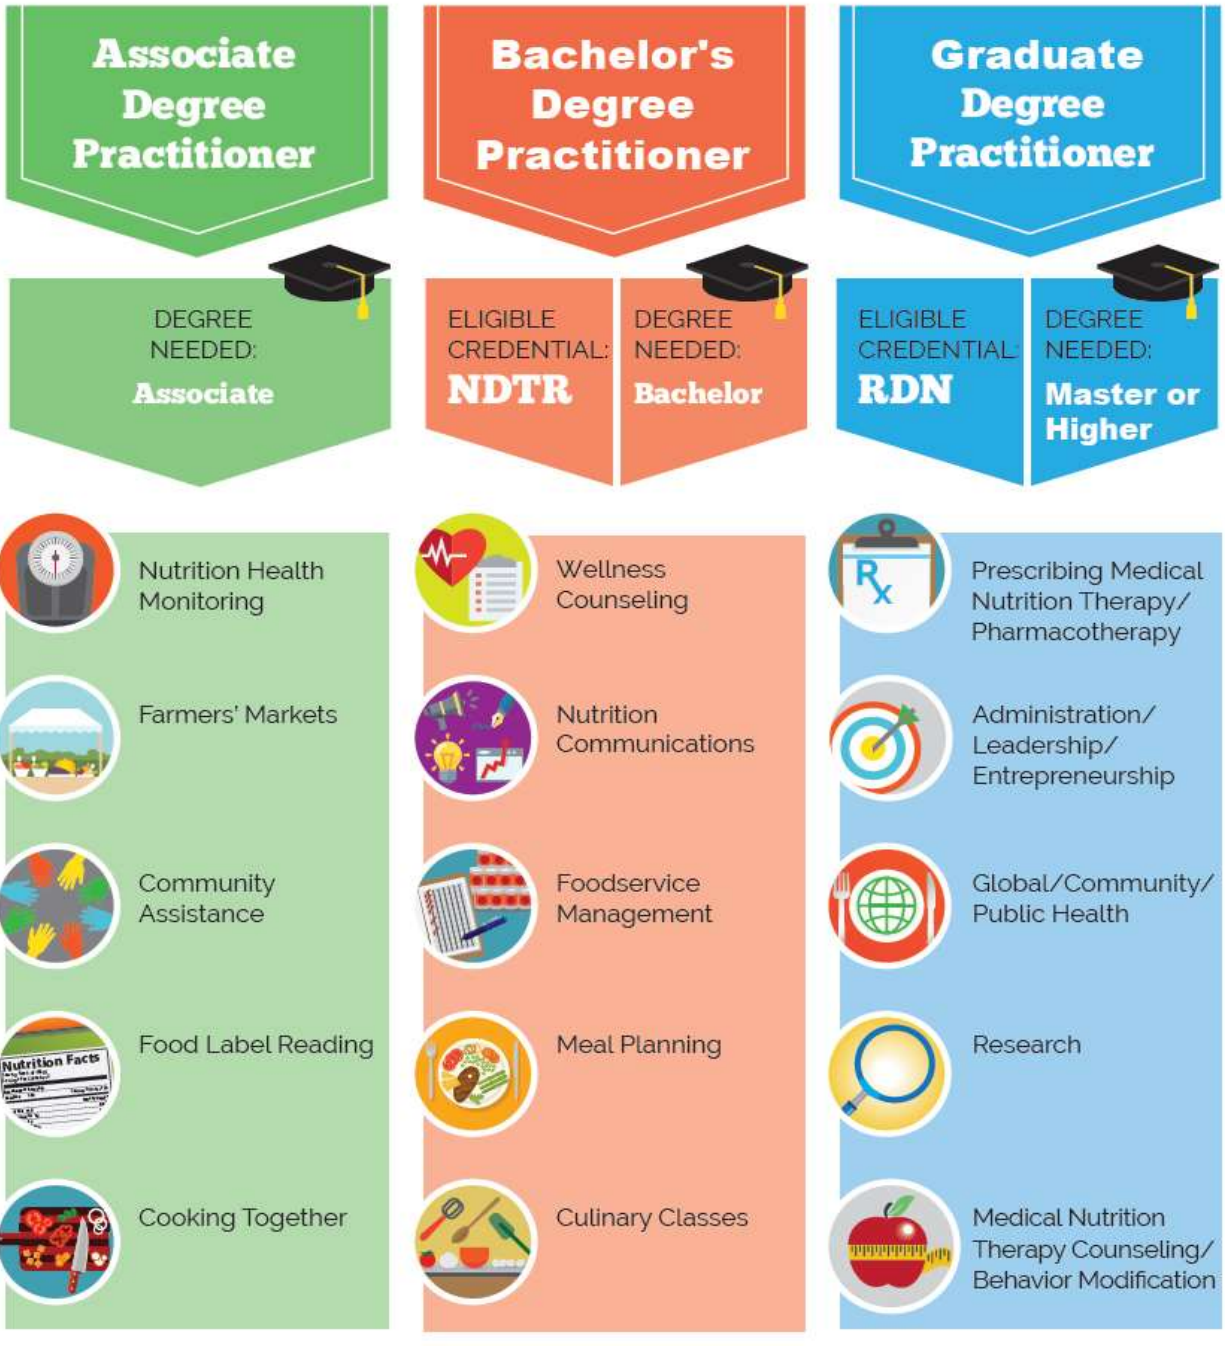 Associate
Degree
Practitioner
DEGREE
NEEDED:
Associate
Nutrition Health
Monitoring
Farmers' Markets
Community
Assistance
Nutrition Facts
Food Label Reading
Cooking Together
Bachelor's
Degree
Practitioner
ELIGIBLE
CREDENTIAL:
NDTR
DEGREE
NEEDED:
Bachelor
Wellness
Counseling
Nutrition
Communications
Foodservice
Management
Meal Planning
Culinary Classes
Graduate
Degree
Practitioner
ELIGIBLE
CREDENTIAL:
RDN
DEGREE
NEEDED:
Master or
Higher
Rx
Prescribing Medical
Nutrition Therapy/
Pharmacotherapy
Administration/
Leadership/
Entrepreneurship
Global/Community/
Public Health
Research
Medical Nutrition
Therapy Counseling/
Behavior Modification